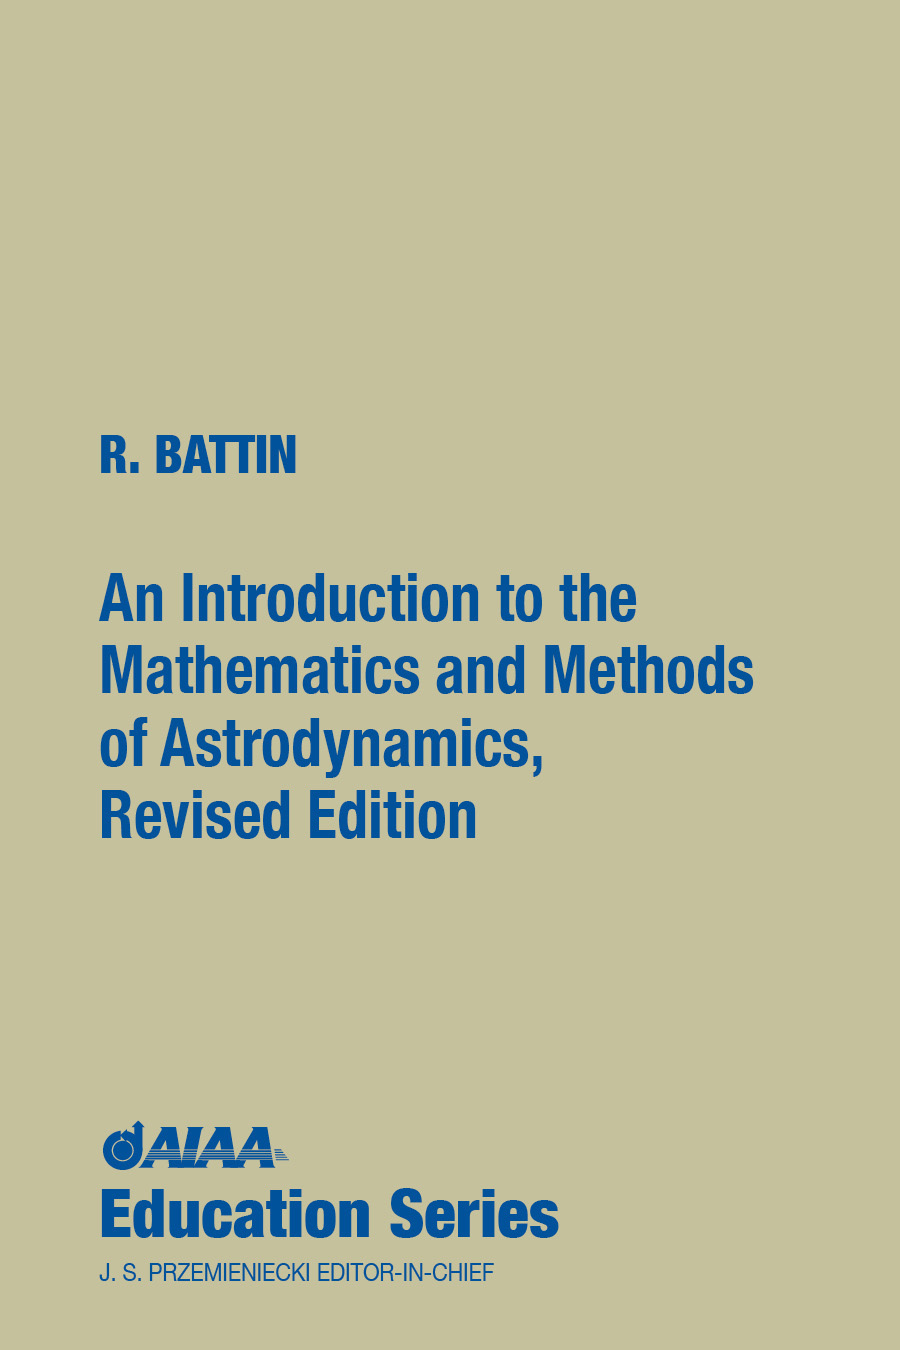 R. BATTIN
An Introduction to the
Mathematics and Methods
of Astrodynamics,
Revised Edition
AIAA
Education Series
J. S. PRZEMIENIECKI EDITOR-IN-CHIEF